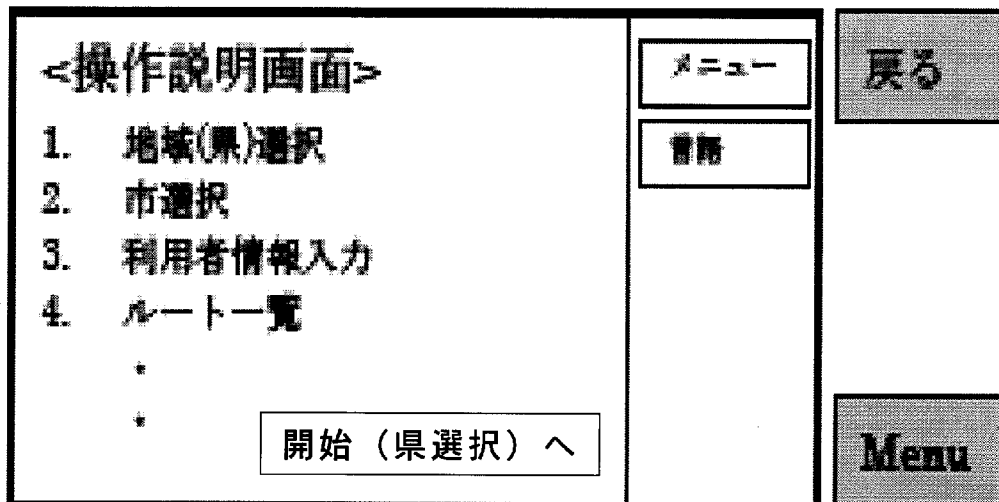 <操作説明画面>
1. 地域(県)選択
2. 市選択
3. 利用者情報入力
4. ルート一覧
・
・
開始（県選択）へ
メニュー
言語
戻る
Menu